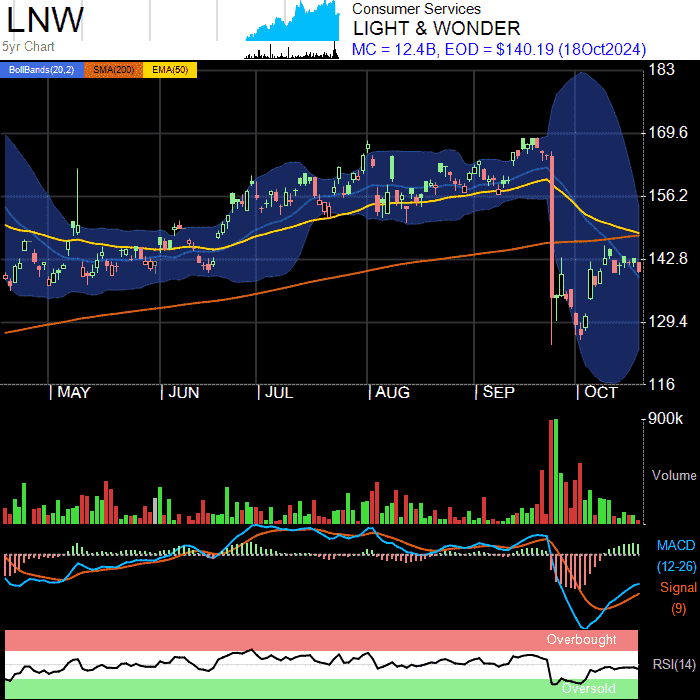 LNW
5yr Chart
Consumer Services
LIGHT & WONDER
MC = 12.4B, EOD = $140.19 (18Oct2024)
BollBands(20,2) SMA(200) EMA(50)
183
169.6
156.2
142.8
129.4
116
MAY JUN JUL AUG SEP OCT
900k
Volume
MACD
(12-26)
Signal
(9)
Overbought
RSI(14)
Oversold